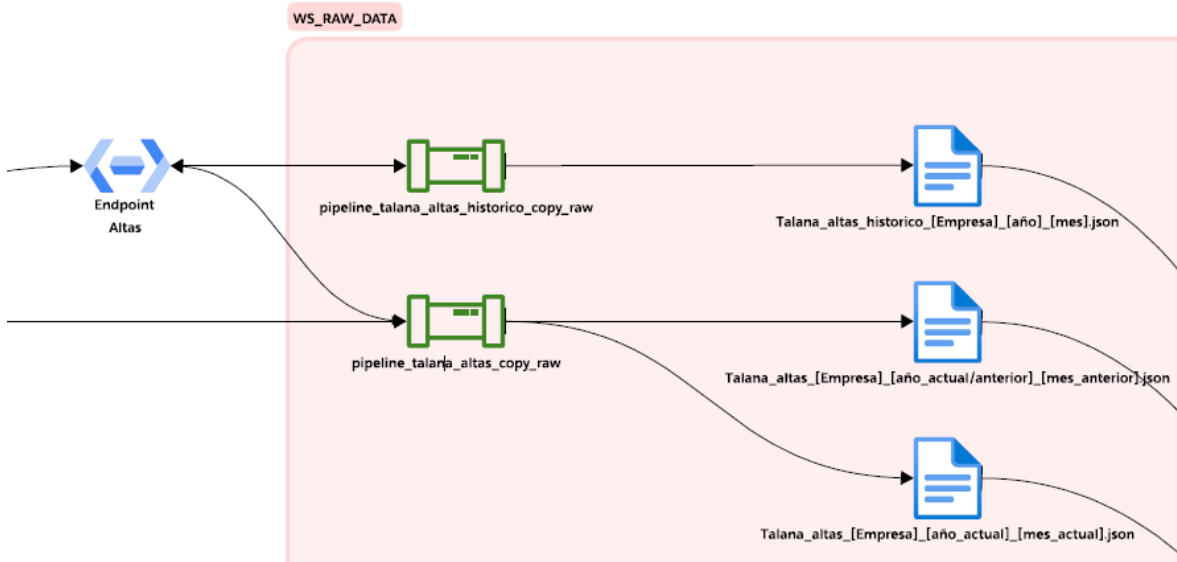 WS_RAW_DATA
Endpoint
Altas
pipeline_talana_altas_historico_copy_raw
Talana_altas_historico_[Empresa]_[año]_[mes].json
pipeline_talana_altas_copy_raw
Talana_altas_[Empresa]_[año_actual/anterior]_[mes_anterior].json
Talana_altas_[Empresa]_[año_actual]_[mes_actual].json